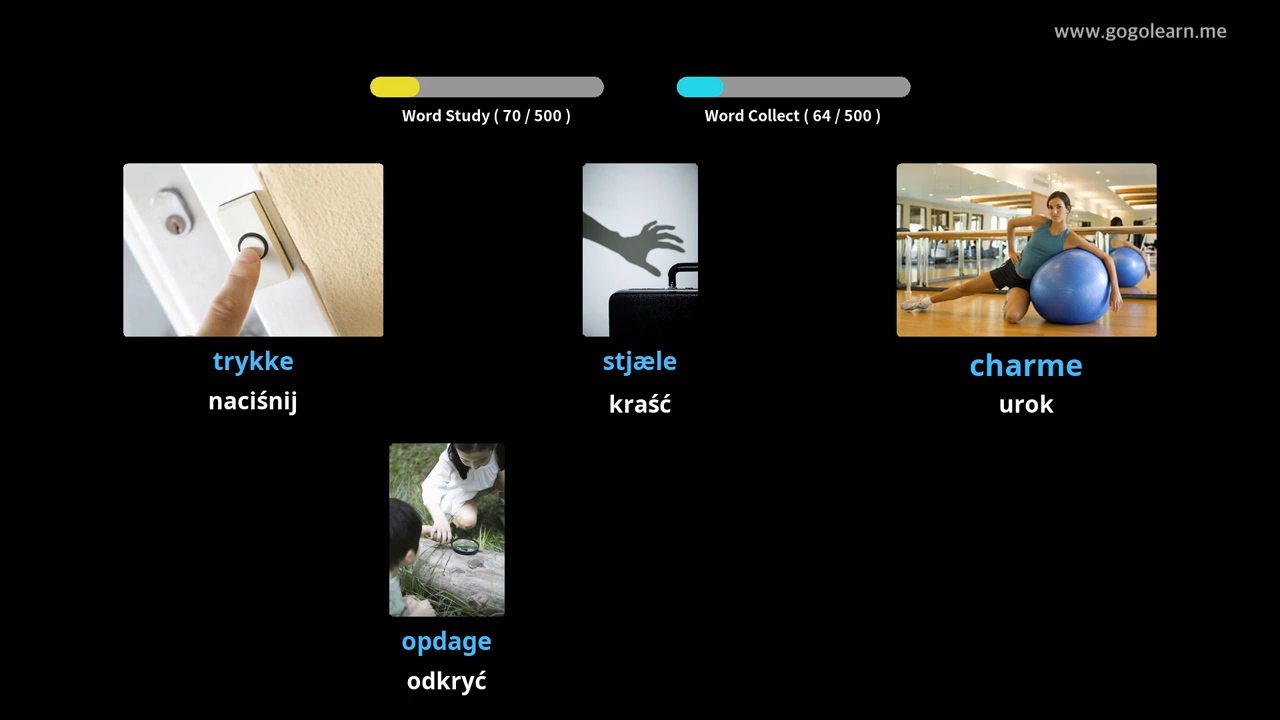 www.gogolearn.me
Word Study ( 70 / 500 )
Word Collect ( 64 / 500 )
trykke
naciśnij
stjæle
kraść
charme
urok
opdage
odkryć